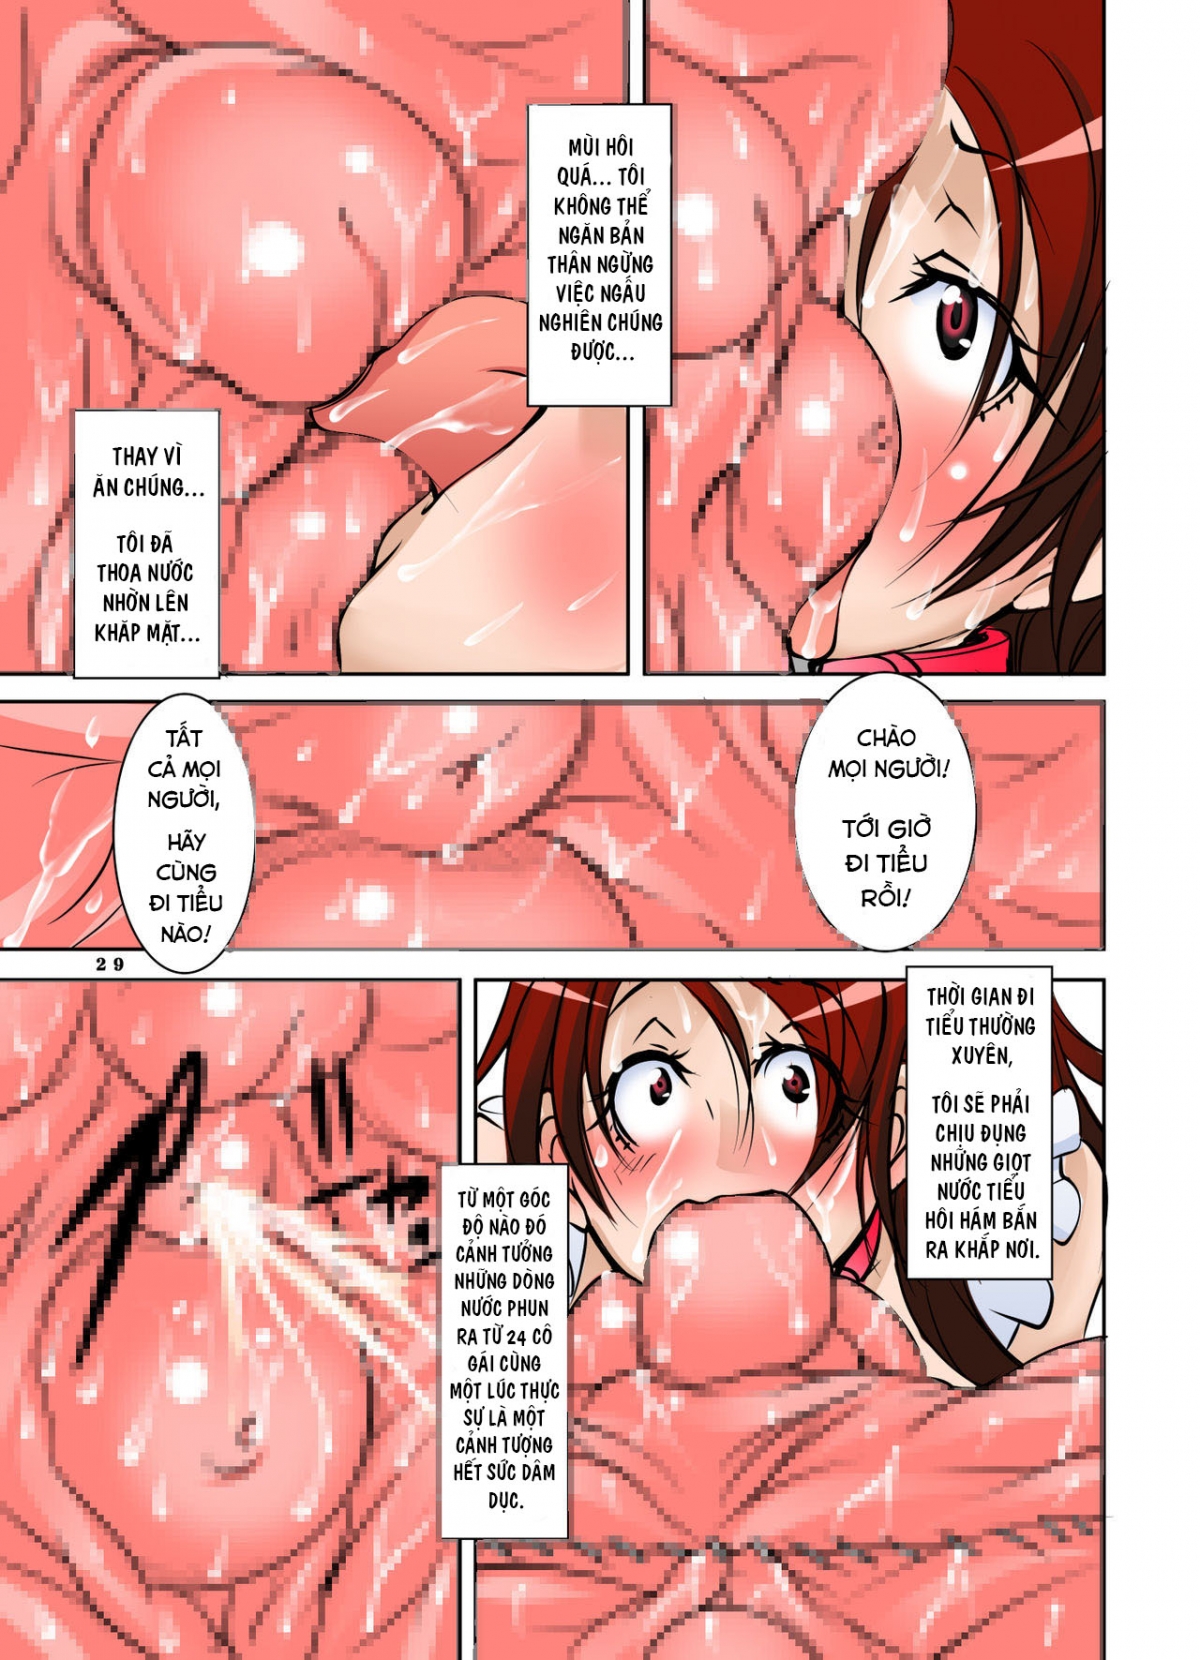 MÙI HÔI
QUÁ... TÔI
KHÔNG THỂ
NGĂN BẢN
THÂN NGỪNG
VIỆC NGẤU
NGHIÊN CHÚNG
ĐƯỢC...
THAY VÌ
ĂN CHÚNG...
TÔI ĐÃ
THOA NƯỚC
NHỜN LÊN
KHẮP MẶT...
CHÀO
MỌI NGƯỜI!
TỚI GIỜ
ĐI TIỂU
RỒI!
TẤT
CẢ MỌI
NGƯỜI,
HÃY
CÙNG
ĐI TIỂU
NÀO!
29
THỜI GIAN ĐI
TIỂU THƯỜNG
XUYÊN,
TÔI SẼ PHẢI
CHỊU ĐỤNG
NHỮNG GIỌT
NƯỚC TIỂU
HÔI HÁM BẮN
RA KHẮP NƠI.
TỪ MỘT GÓC
ĐỘ NÀO ĐÓ
CẢNH TƯỞNG
NHỮNG DÒNG
NƯỚC PHUN
RA TỪ 24 CÔ
GÁI CÙNG
MỘT LÚC THỰC
SỰ LÀ MỘT
CẢNH TƯỢNG
HẾT SỨC DÂM
DỤC.